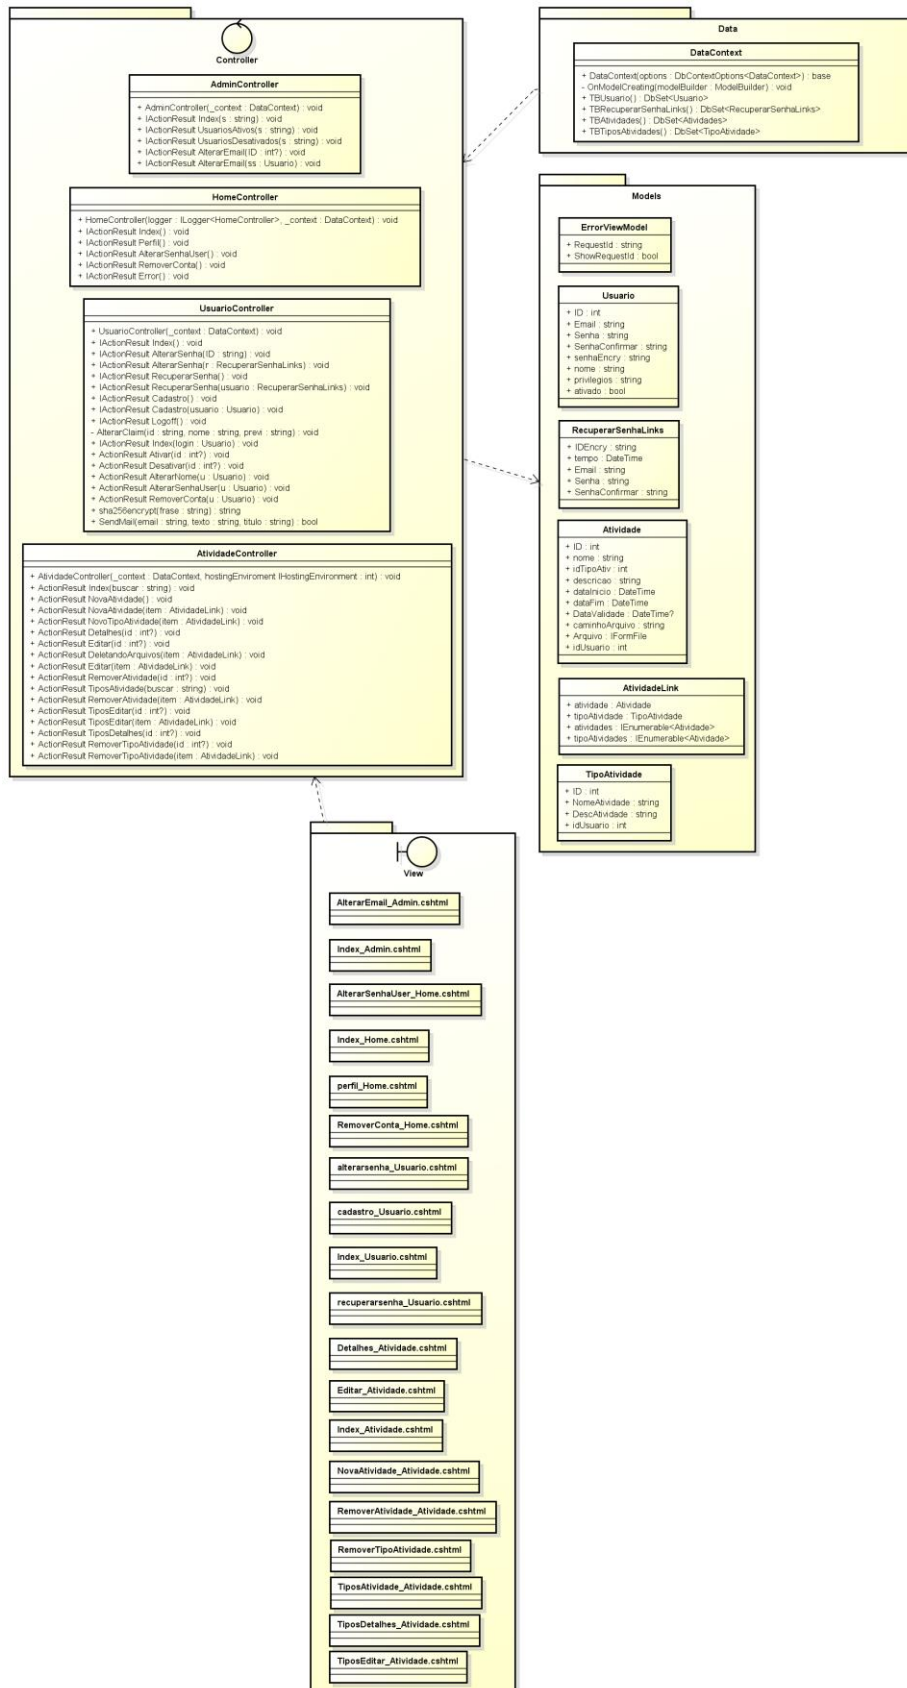 Controller
AdminController
+ AdminController(_context : DataContext) : void
+ IActionResult Index(s : string) : void
+ IActionResult UsuariosAtivos(s : string) : void
+ IActionResult UsuariosDesativados(s : string) : void
+ IActionResult AlterarEmail(ID : int?) : void
+ IActionResult AlterarEmail(ss : Usuario) : void
HomeController
+ HomeController(logger : ILogger<HomeController>, _context : DataContext) : void
+ IActionResult Index() : void
+ IActionResult Perfil() : void
+ IActionResult AlterarSenhaUser() : void
+ IActionResult RemoverConta() : void
+ IActionResult Error() : void
UsuarioController
+ UsuarioController(_context : DataContext) : void
+ IActionResult Index() : void
+ IActionResult AlterarSenha(ID : string) : void
+ IActionResult AlterarSenha(r : RecuperarSenhaLinks) : void
+ IActionResult RecuperarSenha() : void
+ IActionResult RecuperarSenha(usuario : RecuperarSenhaLinks) : void
+ IActionResult Cadastro() : void
+ IActionResult Cadastro(usuario : Usuario) : void
+ IActionResult Logoff() : void
- AlterarClaim(id : string, nome : string, previ : string) : void
+ IActionResult Index(login : Usuario) : void
+ ActionResult Ativar(id : int?) : void
+ ActionResult Desativar(id : int?) : void
+ ActionResult AlterarNome(u : Usuario) : void
+ ActionResult AlterarSenhaUser(u : Usuario) : void
+ ActionResult RemoverConta(u : Usuario) : void
+ sha256encrypt(frase : string) : string
+ SendMail(email : string, texto : string, titulo : string) : bool
AtividadeController
+ AtividadeController(_context : DataContext, hostingEnviroment IHostingEnvironment : int) : void
+ ActionResult Index(buscar : string) : void
+ ActionResult NovaAtividade() : void
+ ActionResult NovaAtividade(item : AtividadeLink) : void
+ ActionResult NovoTipoAtividade(item : AtividadeLink) : void
+ ActionResult Detalhes(id : int?) : void
+ ActionResult Editar(id : int?) : void
+ ActionResult DeletandoArquivos(item : AtividadeLink) : void
+ ActionResult Editar(item : AtividadeLink) : void
+ ActionResult RemoverAtividade(id : int?) : void
+ ActionResult TiposAtividade(buscar : string) : void
+ ActionResult RemoverAtividade(item : AtividadeLink) : void
+ ActionResult TiposEditar(id : int?) : void
+ ActionResult TiposEditar(item : AtividadeLink) : void
+ ActionResult TiposDetalhes(id : int?) : void
+ ActionResult RemoverTipoAtividade(id : int?) : void
+ ActionResult RemoverTipoAtividade(item : AtividadeLink) : void
Data
DataContext
+ DataContext(options : DbContextOptions<DataContext>) : base
- OnModelCreating(modelBuilder : ModelBuilder) : void
+ TBUsuario() : DbSet<Usuario>
+ TBRecuperarSenhaLinks() : DbSet<RecuperarSenhaLinks>
+ TBAtividades() : DbSet<Atividades>
+ TBTiposAtividades() : DbSet<TipoAtividade>
Models
ErrorViewModel
+ RequestId : string
+ ShowRequestId : bool
Usuario
+ ID : int
+ Email : string
+ Senha : string
+ SenhaConfirmar : string
+ senhaEncry : string
+ nome : string
+ privilegios : string
+ ativado : bool
RecuperarSenhaLinks
+ IDEncry : string
+ tempo : DateTime
+ Email : string
+ Senha : string
+ SenhaConfirmar : string
Atividade
+ ID : int
+ nome : string
+ idTipoAtiv : int
+ descricao : string
+ dataInicio : DateTime
+ dataFim : DateTime
+ DataValidade : DateTime?
+ caminhoArquivo : string
+ Arquivo : IFormFile
+ idUsuario : int
AtividadeLink
+ atividade : Atividade
+ tipoAtividade : TipoAtividade
+ atividades : IEnumerable<Atividade>
+ tipoAtividades : IEnumerable<Atividade>
TipoAtividade
+ ID : int
+ NomeAtividade : string
+ DescAtividade : string
+ idUsuario : int
View
AlterarEmail_Admin.cshtml
Index_Admin.cshtml
AlterarSenhaUser_Home.cshtml
Index_Home.cshtml
perfil_Home.cshtml
RemoverConta_Home.cshtml
alterarsenha_Usuario.cshtml
cadastro_Usuario.cshtml
Index_Usuario.cshtml
recuperarsenha_Usuario.cshtml
Detalhes_Atividade.cshtml
Editar_Atividade.cshtml
Index_Atividade.cshtml
NovaAtividade_Atividade.cshtml
RemoverAtividade_Atividade.cshtml
RemoverTipoAtividade.cshtml
TiposAtividade_Atividade.cshtml
TiposDetalhes_Atividade.cshtml
TiposEditar_Atividade.cshtml